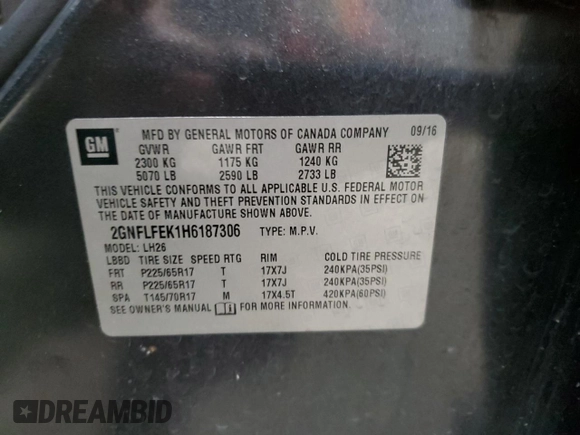 GM
MFD BY GENERAL MOTORS OF CANADA COMPANY 09/16
GVWR GAWR FRT GAWR RR
2300 KG 1175 KG 1240 KG
5070 LB 2590 LB 2733 LB
THIS VEHICLE CONFORMS TO ALL APPLICABLE U.S. FEDERAL MOTOR
VEHICLE SAFETY AND THEFT PREVENTION STANDARDS IN EFFECT ON
THE DATE OF MANUFACTURE SHOWN ABOVE.
2GNFLFEK1H6187306 TYPE: M.P.V.
MODEL: LH26
LBBD TIRE SIZE SPEED RTG RIM COLD TIRE PRESSURE
FRT P225/65R17 T 17X7J 240KPA(35PSI)
RR P225/65R17 T 17X7J 240KPA(35PSI)
SPA T145/70R17 M 17X4.5T 420KPA(60PSI)
SEE OWNER'S MANUAL FOR MORE INFORMATION.
DREAMBID